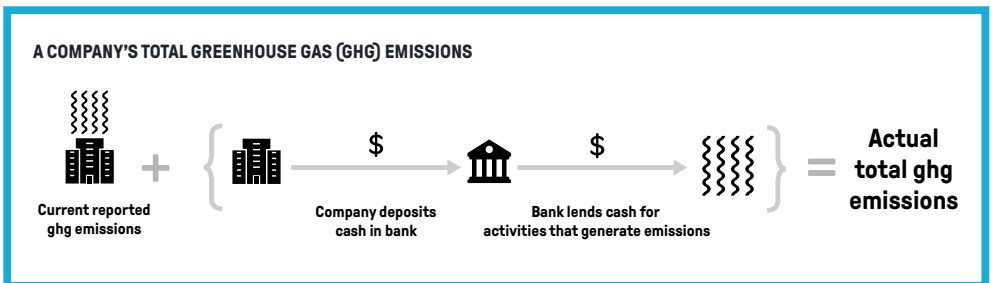 A COMPANY'S TOTAL GREENHOUSE GAS (GHG) EMISSIONS
$
$
Current reported
ghg emissions
Company deposits
cash in bank
Bank lends cash for
activities that generate emissions
Actual
total ghg
emissions